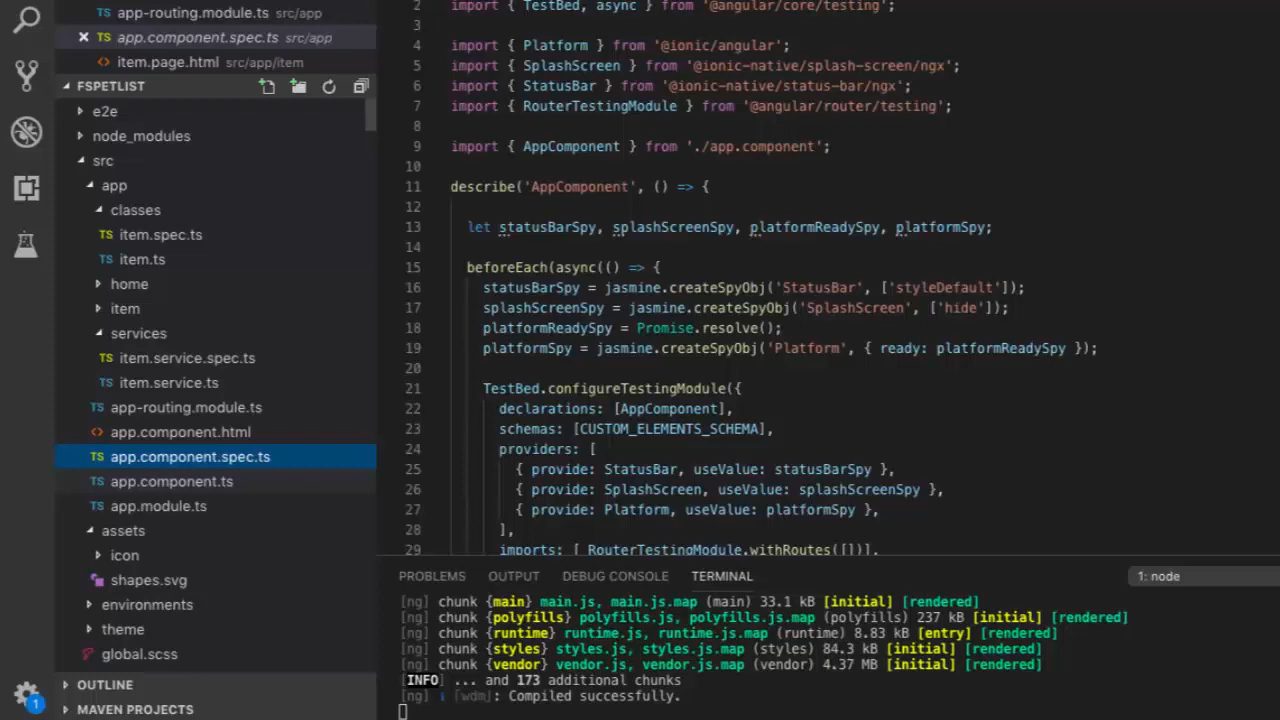 TS app-routing.module.ts src/app
TS app.component.spec.ts src/app
item.page.html src/app/item
FSPETLIST
e2e
node_modules
src
app
classes
TS item.spec.ts
TS item.ts
home
item
services
TS item.service.spec.ts
TS item.service.ts
TS app-routing.module.ts
app.component.html
TS app.component.spec.ts
TS app.component.ts
TS app.module.ts
assets
icon
shapes.svg
environments
theme
global.scss
OUTLINE
MAVEN PROJECTS
1
2 import { TestBed, async } from '@angular/core/testing';
3
4 import { Platform } from '@ionic/angular';
5 import { SplashScreen } from '@ionic-native/splash-screen/ngx';
6 import { StatusBar } from '@ionic-native/status-bar/ngx';
7 import { RouterTestingModule } from '@angular/router/testing';
8
9 import { AppComponent } from './app.component';
10
11 describe('AppComponent', () => {
12
13 let statusBarSpy, splashScreenSpy, platformReadySpy, platformSpy;
14
15 beforeEach(async(() => {
16 statusBarSpy = jasmine.createSpyObj('StatusBar', ['styleDefault']);
17 splashScreenSpy = jasmine.createSpyObj('SplashScreen', ['hide']);
18 platformReadySpy = Promise.resolve();
19 platformSpy = jasmine.createSpyObj('Platform', { ready: platformReadySpy });
20
21 TestBed.configureTestingModule({
22 declarations: [AppComponent],
23 schemas: [CUSTOM_ELEMENTS_SCHEMA],
24 providers: [
25 { provide: StatusBar, useValue: statusBarSpy },
26 { provide: SplashScreen, useValue: splashScreenSpy },
27 { provide: Platform, useValue: platformSpy },
28 ],
29 imports: [ RouterTestingModule.withRoutes([])],
PROBLEMS OUTPUT DEBUG CONSOLE TERMINAL 1: node
[ng] chunk {main} main.js, main.js.map (main) 33.1 kB [initial] [rendered]
[ng] chunk {polyfills} polyfills.js, polyfills.js.map (polyfills) 237 kB [initial] [rendered]
[ng] chunk {runtime} runtime.js, runtime.js.map (runtime) 8.83 kB [entry] [rendered]
[ng] chunk {styles} styles.js, styles.js.map (styles) 84.3 kB [initial] [rendered]
[ng] chunk {vendor} vendor.js, vendor.js.map (vendor) 4.37 MB [initial] [rendered]
[INFO] ... and 173 additional chunks
[ng] ℹ ｢wdm｣: Compiled successfully.